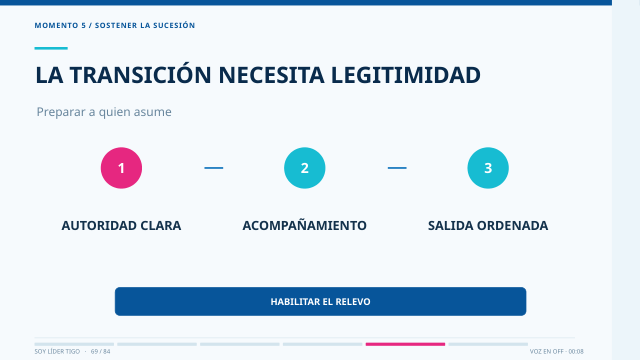 MOMENTO 5 / SOSTENER LA SUCESIÓN
LA TRANSICIÓN NECESITA LEGITIMIDAD
Preparar a quien asume
1 — 2 — 3
AUTORIDAD CLARA ACOMPAÑAMIENTO SALIDA ORDENADA
HABILITAR EL RELEVO
SOY LÍDER TIGO · 69 / 84 VOZ EN OFF · 00:08